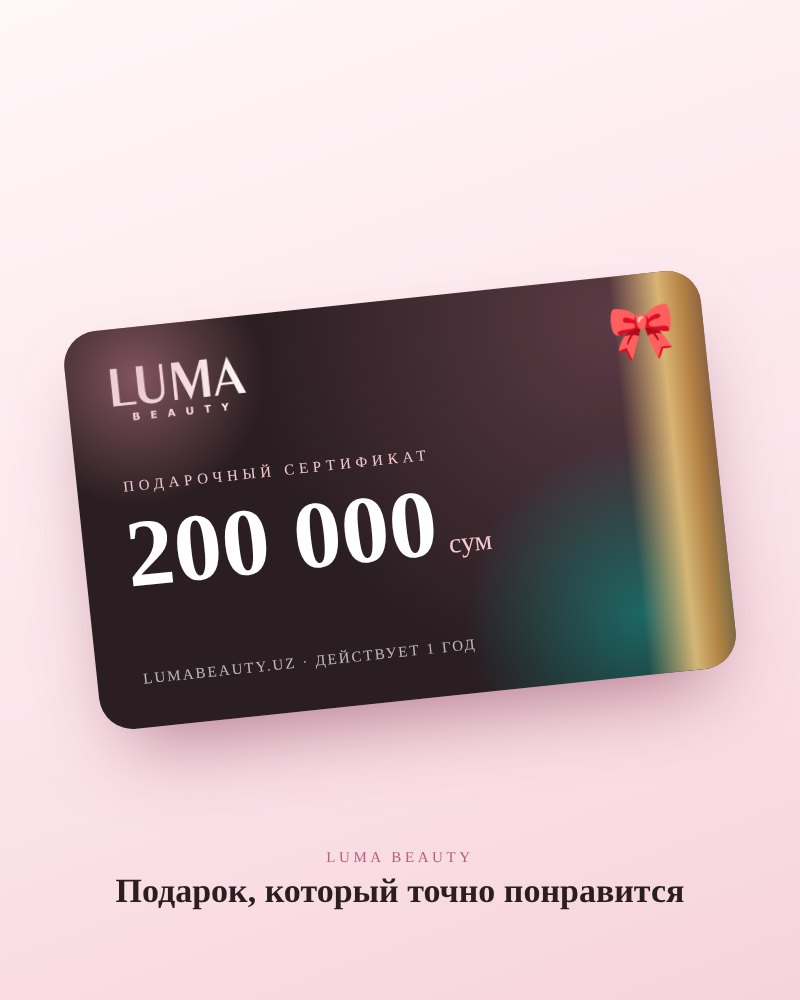 LUMA
BEAUTY
ПОДАРОЧНЫЙ СЕРТИФИКАТ
200 000 сум
LUMABEAUTY.UZ · ДЕЙСТВУЕТ 1 ГОД
LUMA BEAUTY
Подарок, который точно понравится